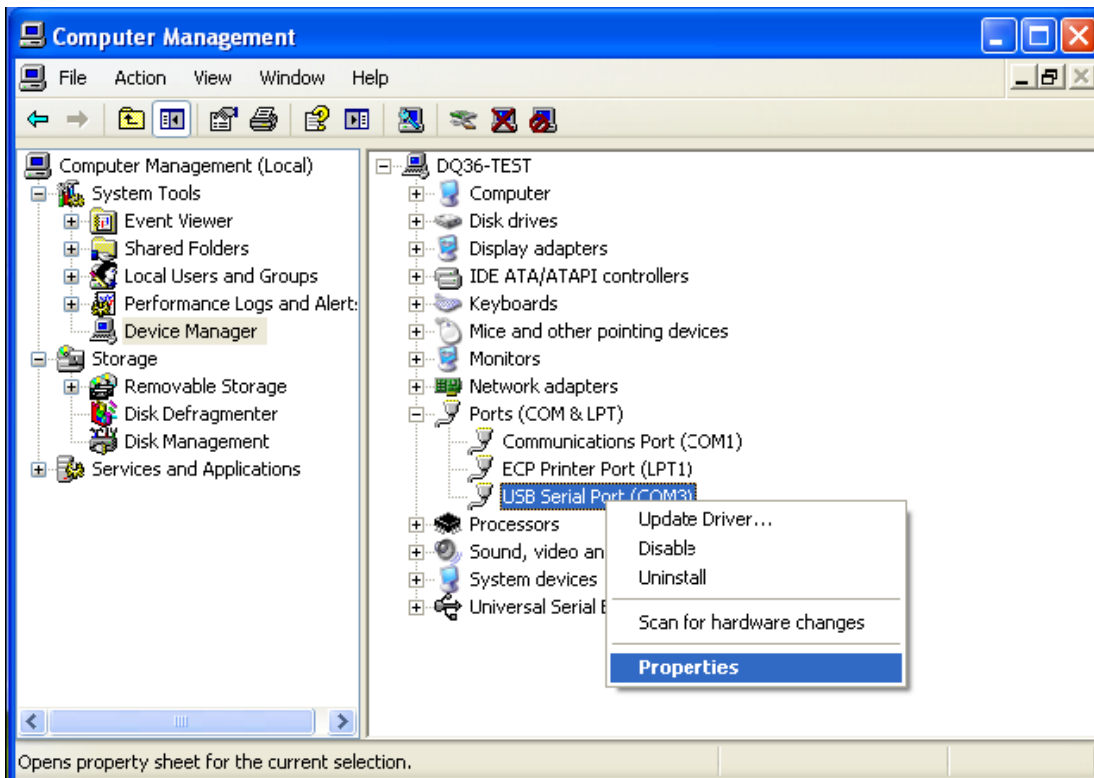 Computer Management
File Action View Window Help
Computer Management (Local)
System Tools
Event Viewer
Shared Folders
Local Users and Groups
Performance Logs and Alert
Device Manager
Storage
Removable Storage
Disk Defragmenter
Disk Management
Services and Applications
DQ36-TEST
Computer
Disk drives
Display adapters
IDE ATA/ATAPI controllers
Keyboards
Mice and other pointing devices
Monitors
Network adapters
Ports (COM & LPT)
Communications Port (COM1)
ECP Printer Port (LPT1)
USB Serial Port (COM3)
Processors
Sound, video an
System devices
Universal Serial
Update Driver...
Disable
Uninstall
Scan for hardware changes
Properties
Opens property sheet for the current selection.